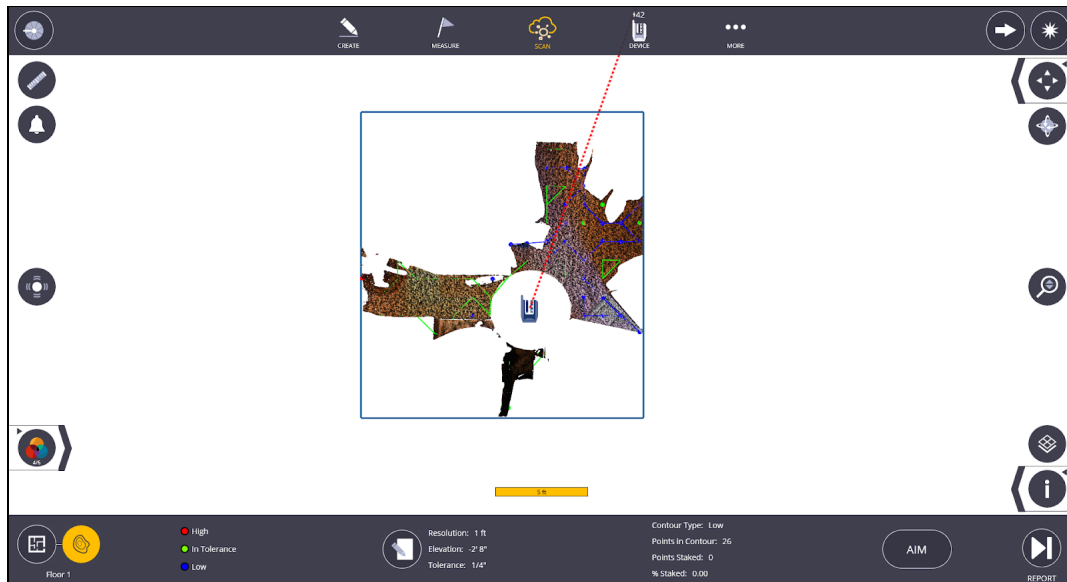 +42
CREATE
MEASURE
SCAN
DEVICE
MORE
4/6
5 ft
High
In Tolerance
Low
Floor 1
Resolution: 1 ft
Elevation: -2' 8"
Tolerance: 1/4"
Contour Type: Low
Points in Contour: 26
Points Staked: 0
% Staked: 0.00
AIM
REPORT